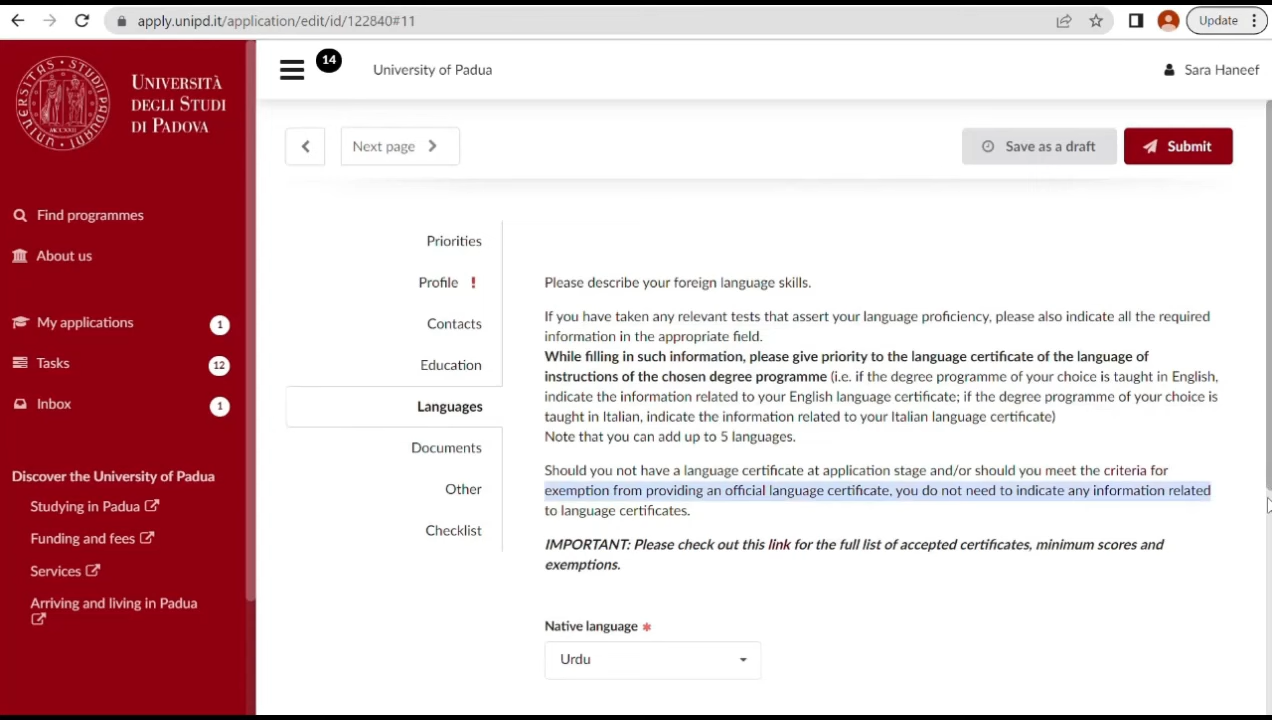 apply.unipd.it/application/edit/id/122840#11
Update
UNIVERSITÀ
DEGLI STUDI
DI PADOVA
14
University of Padua
Sara Haneef
Next page
Save as a draft
Submit
Find programmes
About us
My applications 1
Tasks 12
Inbox 1
Discover the University of Padua
Studying in Padua
Funding and fees
Services
Arriving and living in Padua
Priorities
Profile !
Contacts
Education
Languages
Documents
Other
Checklist
Please describe your foreign language skills.
If you have taken any relevant tests that assert your language proficiency, please also indicate all the required
information in the appropriate field.
While filling in such information, please give priority to the language certificate of the language of
instructions of the chosen degree programme (i.e. if the degree programme of your choice is taught in English,
indicate the information related to your English language certificate; if the degree programme of your choice is
taught in Italian, indicate the information related to your Italian language certificate)
Note that you can add up to 5 languages.
Should you not have a language certificate at application stage and/or should you meet the criteria for
exemption from providing an official language certificate, you do not need to indicate any information related
to language certificates.
IMPORTANT: Please check out this link for the full list of accepted certificates, minimum scores and
exemptions.
Native language *
Urdu